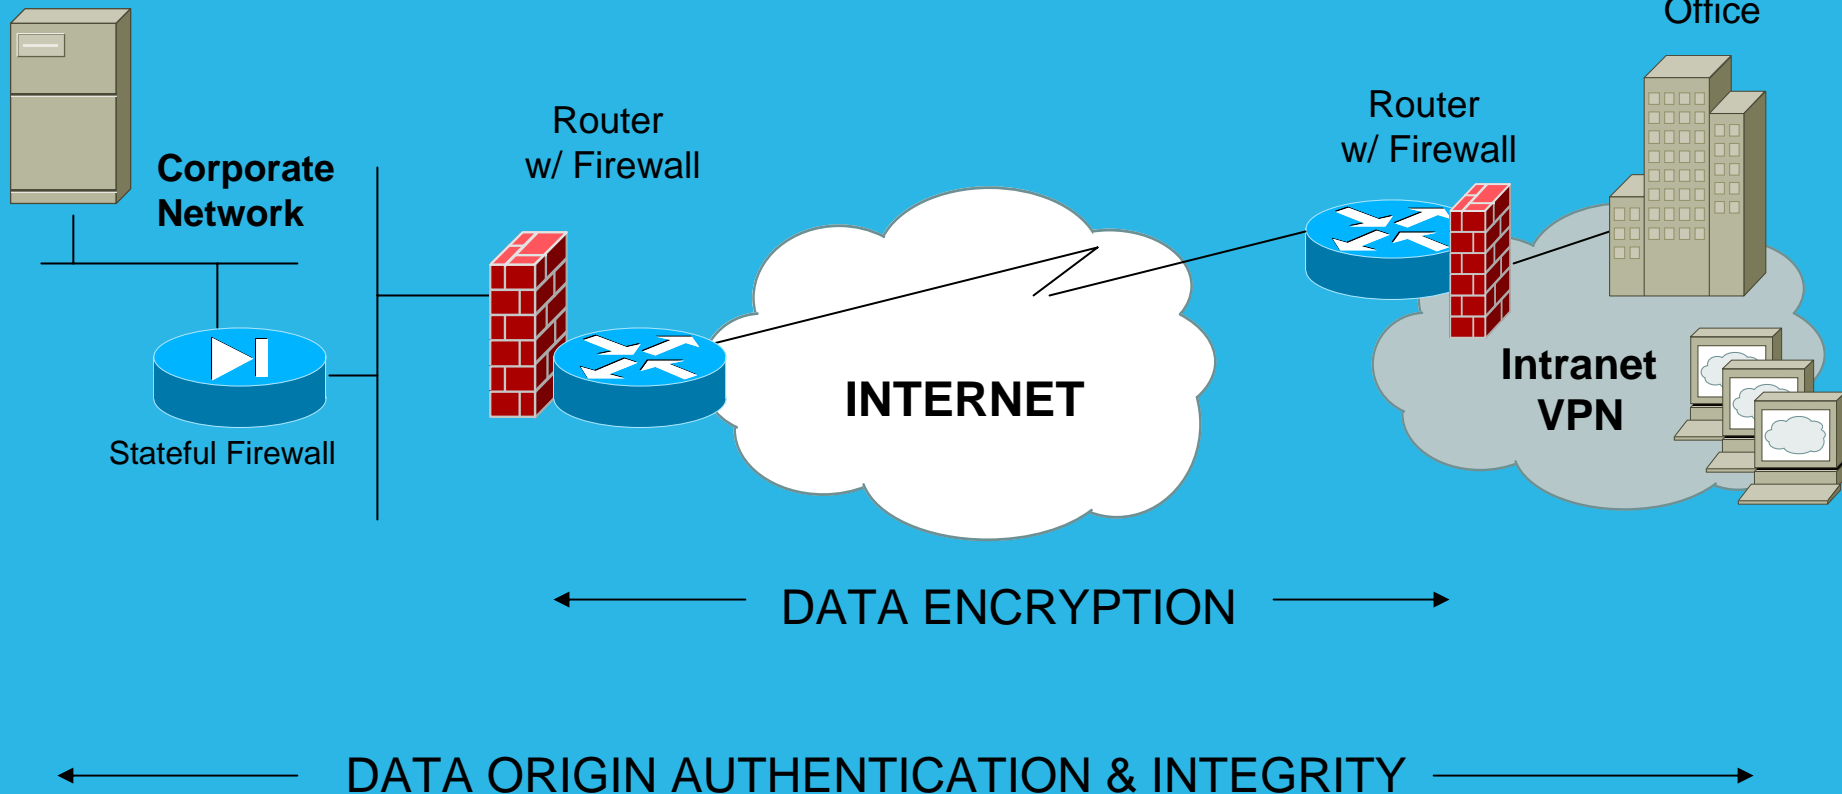 Office
Router
w/ Firewall
Router
w/ Firewall
Corporate
Network
Stateful Firewall
INTERNET
Intranet
VPN
DATA ENCRYPTION
DATA ORIGIN AUTHENTICATION & INTEGRITY